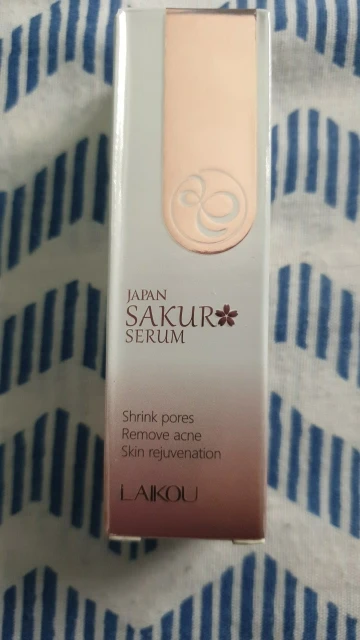 JAPAN
SAKUR
SERUM
Shrink pores
Remove acne
Skin rejuvenation
LAIKOU